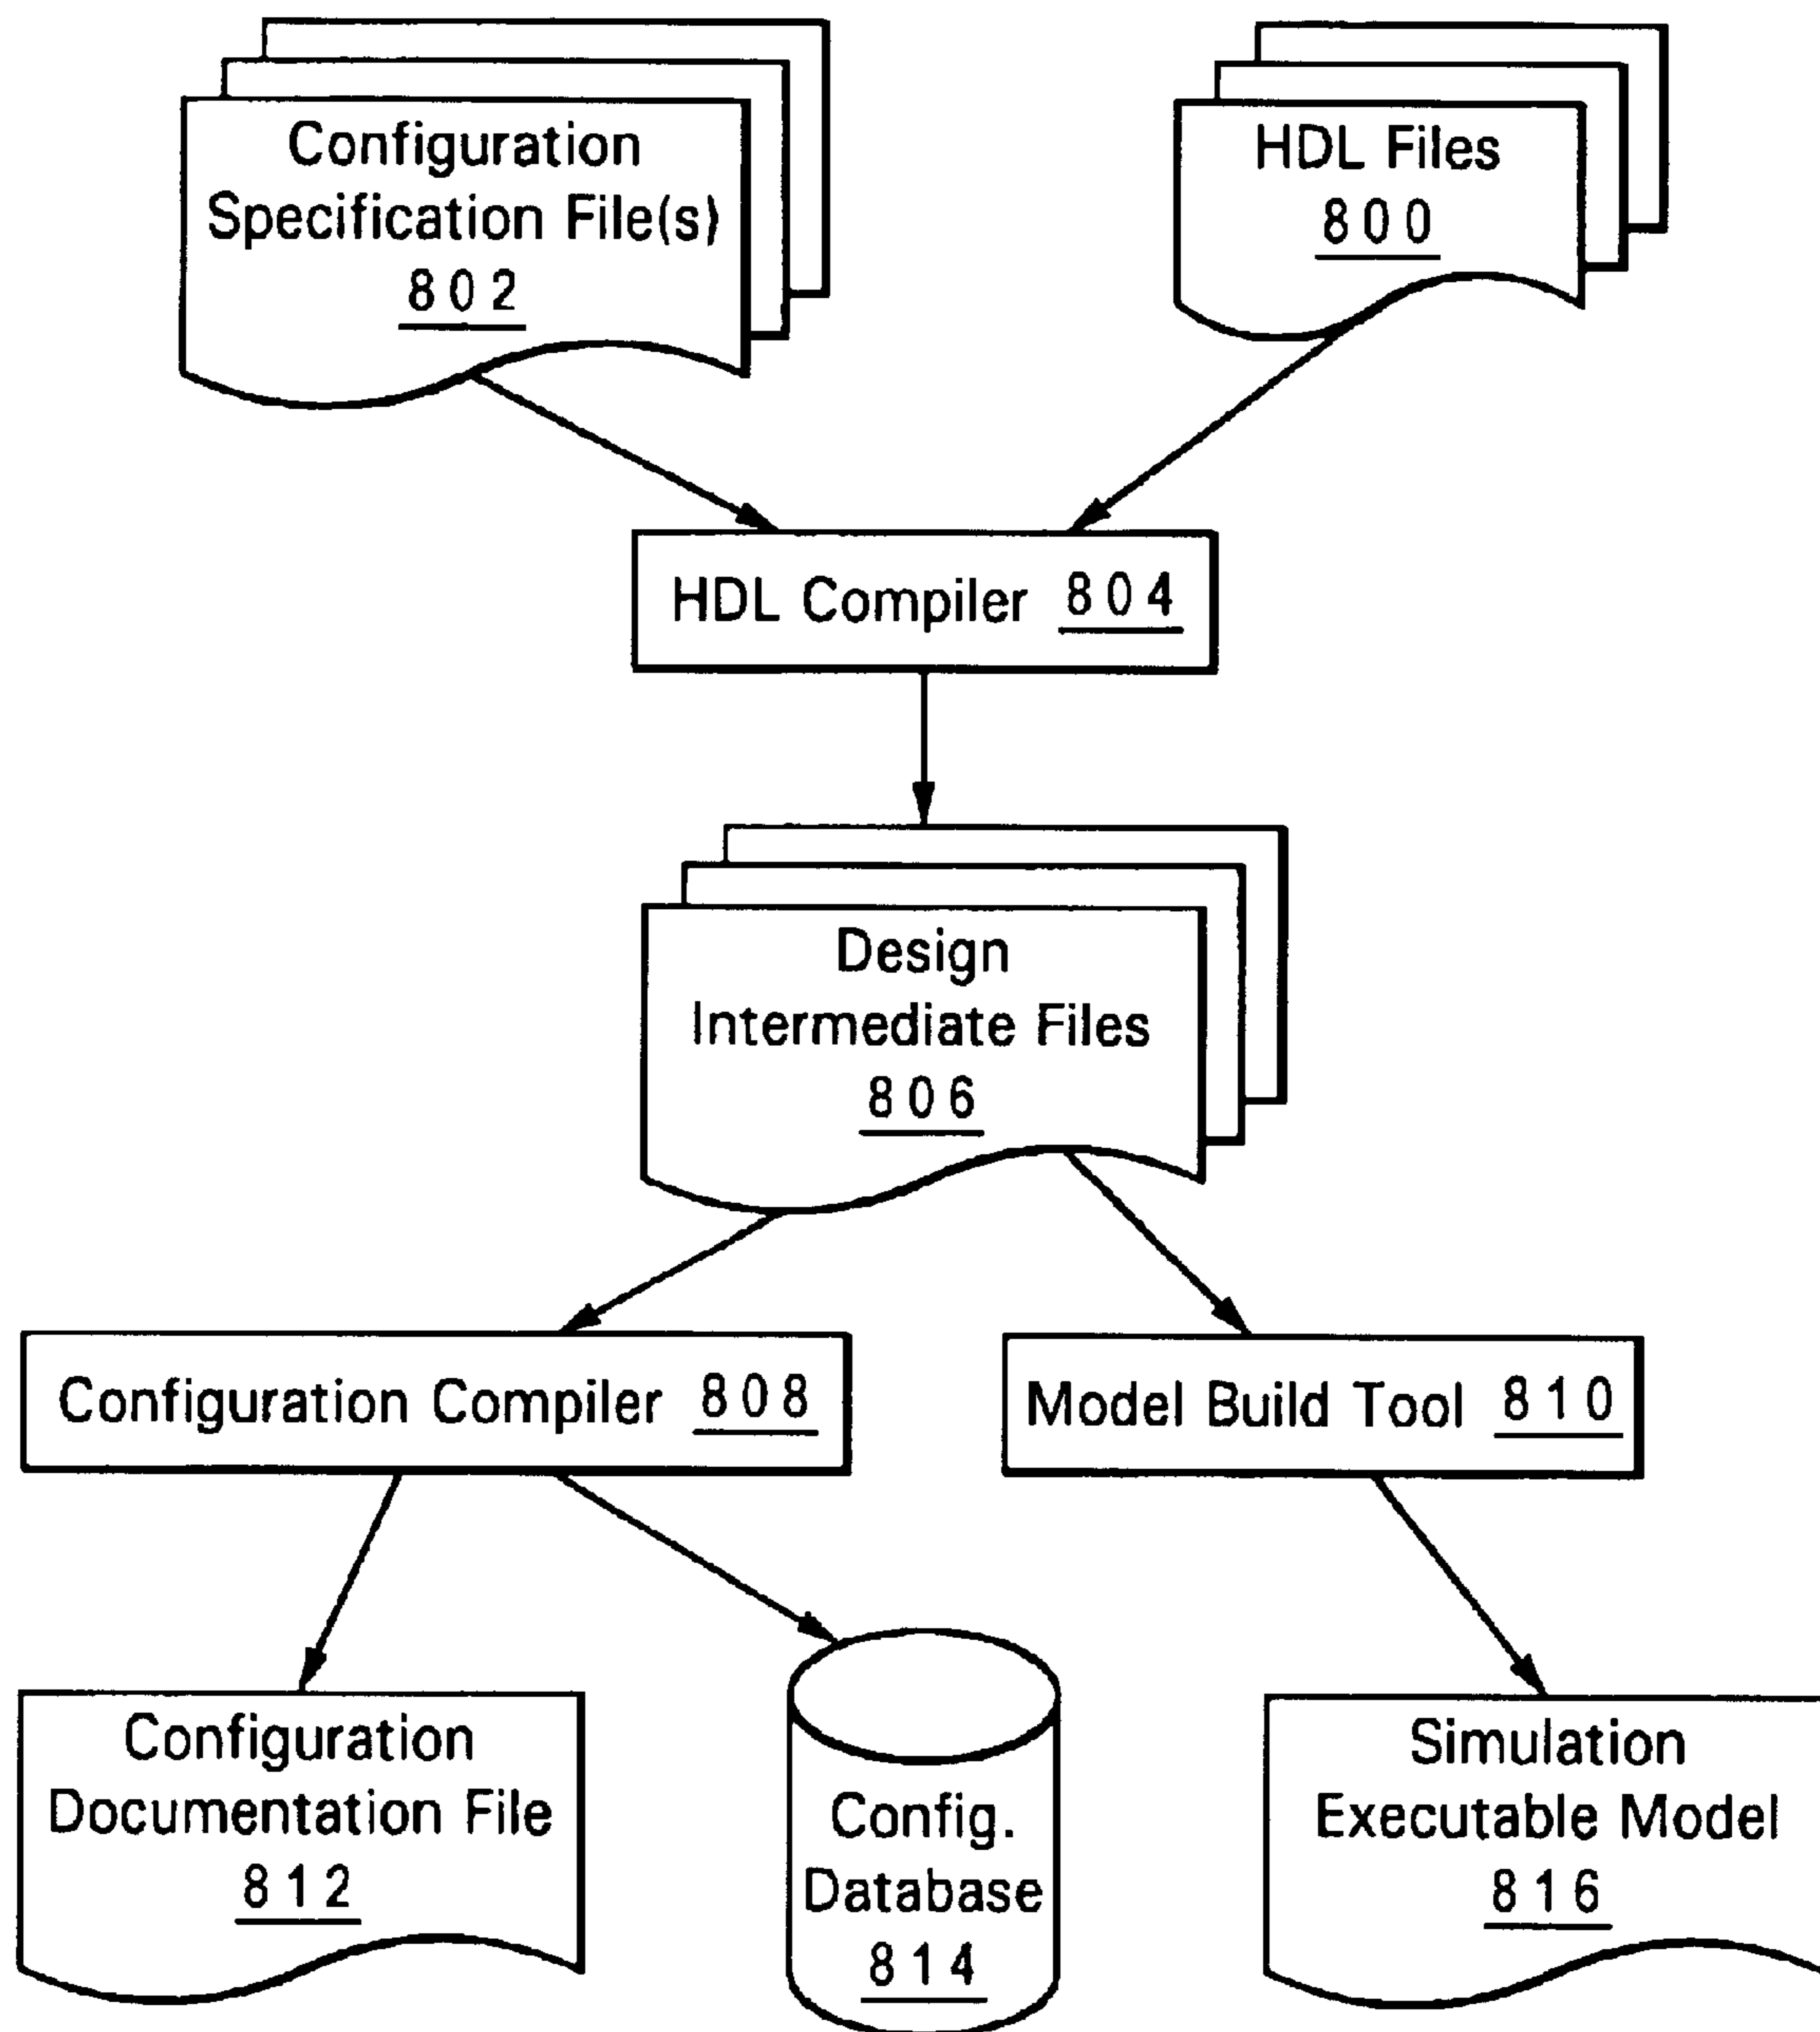 Configuration
Specification File(s)
802
HDL Files
800
HDL Compiler 804
Design
Intermediate Files
806
Configuration Compiler 808
Model Build Tool 810
Configuration
Documentation File
812
Config.
Database
814
Simulation
Executable Model
816